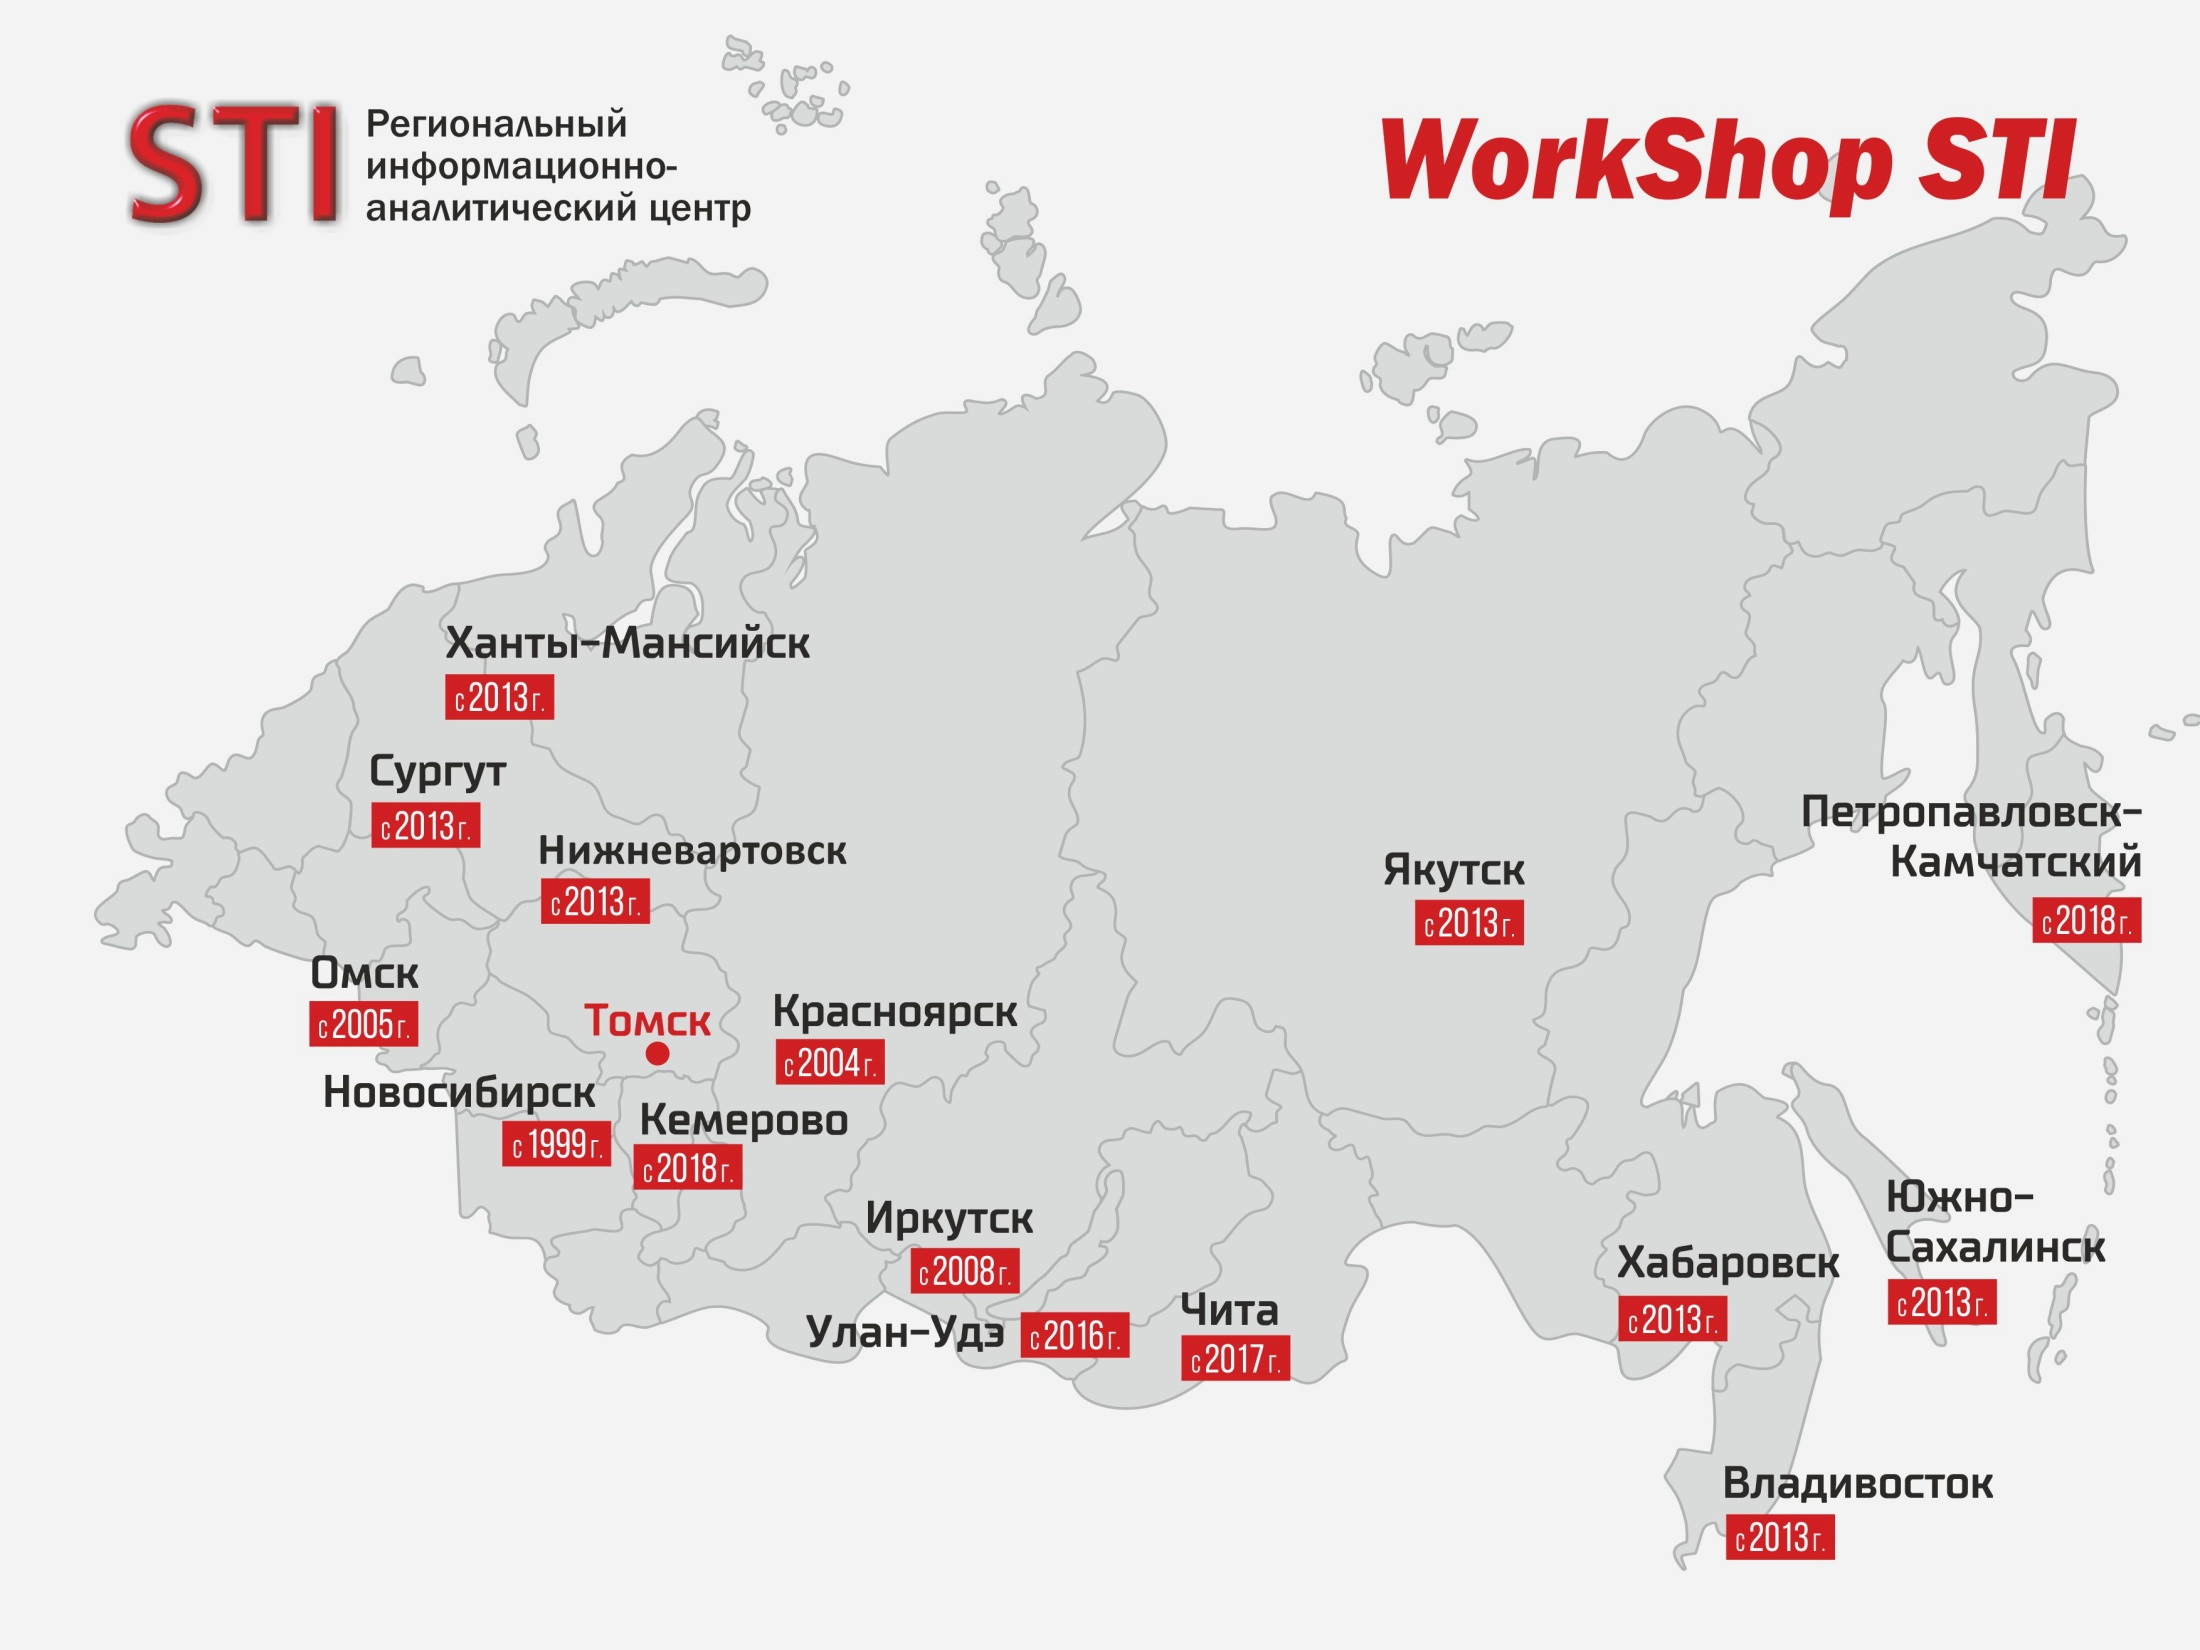 STI
Региональный
информационно-
аналитический центр
WorkShop STI
Ханты-Мансийск
с 2013 г.
Сургут
с 2013 г.
Нижневартовск
с 2013 г.
Петропавловск-
Камчатский
с 2018 г.
Якутск
с 2013 г.
Омск
с 2005 г.
Томск
Красноярск
с 2004 г.
Новосибирск
с 1999 г.
Кемерово
с 2018 г.
Иркутск
с 2008 г.
Улан-Удэ с 2016 г.
Чита
с 2017 г.
Хабаровск
с 2013 г.
Южно-
Сахалинск
с 2013 г.
Владивосток
с 2013 г.